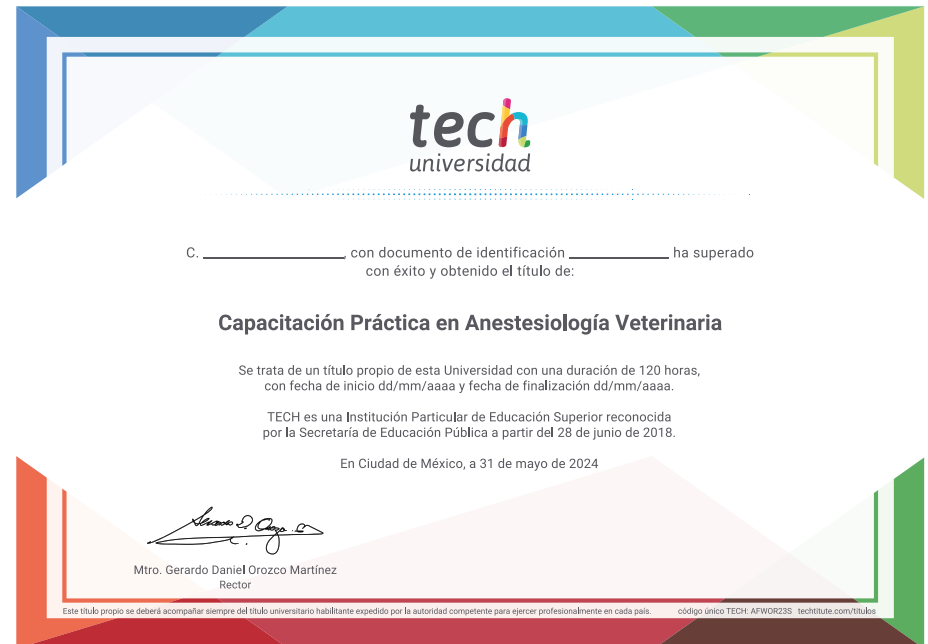 tech
universidad
C. ____________, con documento de identificación ____________ ha superado
con éxito y obtenido el título de:
Capacitación Práctica en Anestesiología Veterinaria
Se trata de un título propio de esta Universidad con una duración de 120 horas,
con fecha de inicio dd/mm/aaaa y fecha de finalización dd/mm/aaaa.
TECH es una Institución Particular de Educación Superior reconocida
por la Secretaría de Educación Pública a partir del 28 de junio de 2018.
En Ciudad de México, a 31 de mayo de 2024
Mtro. Gerardo Daniel Orozco Martínez
Rector
Este título propio se deberá acompañar siempre del título universitario habilitante expedido por la autoridad competente para ejercer profesionalmente en cada país. código único TECH: AFWOR23S techtitute.com/titulos